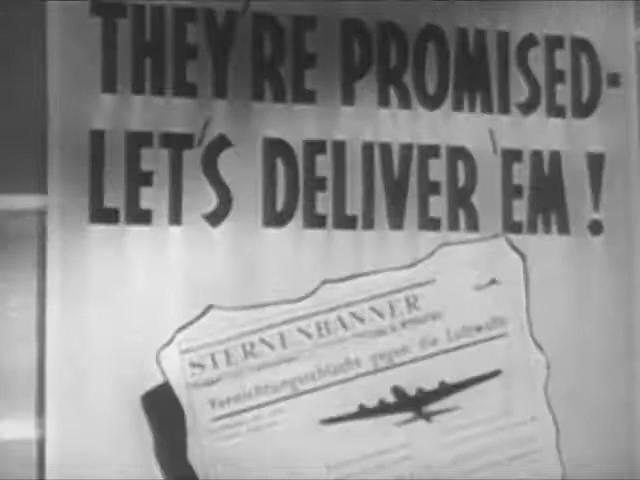 THEY'RE PROMISED-
LET'S DELIVER 'EM!
STERNENBANNER
Vernichtungsschlacht gegen die Luftwaffe